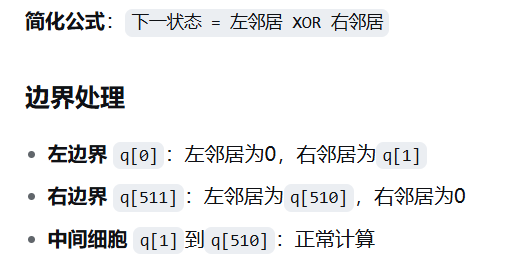 简化公式：下一状态 = 左邻居 XOR 右邻居
边界处理
• 左边界 q[0]：左邻居为0，右邻居为q[1]
• 右边界 q[511]：左邻居为q[510]，右邻居为0
• 中间细胞 q[1]到q[510]：正常计算